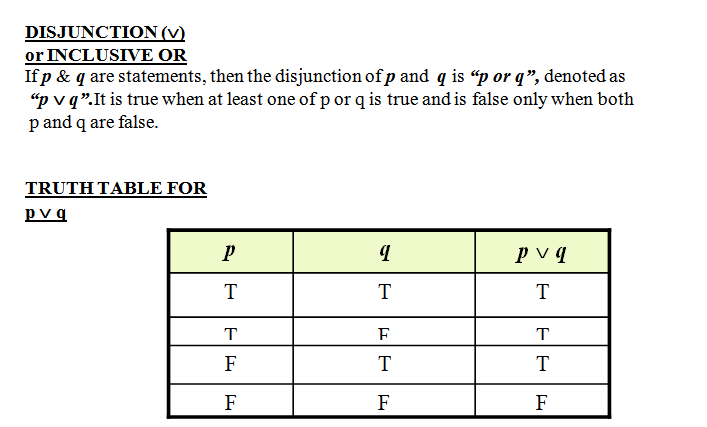 DISJUNCTION (∨)
or INCLUSIVE OR
If p & q are statements, then the disjunction of p and q is “p or q”, denoted as
“p ∨ q”.It is true when at least one of p or q is true and is false only when both
p and q are false.
TRUTH TABLE FOR
p ∨ q
p q p ∨ q
T T T
T F T
F T T
F F F